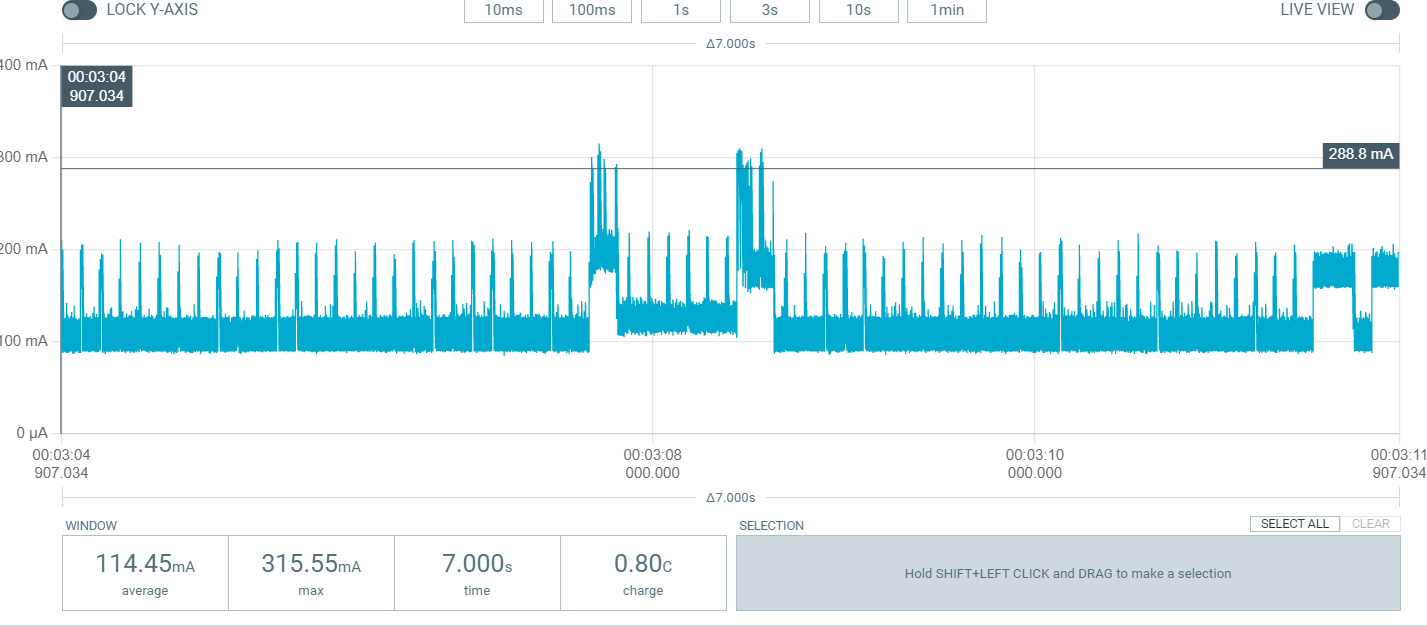 LOCK Y-AXIS 10ms 100ms 1s 3s 10s 1min LIVE VIEW
Δ7.000s
400 mA
00:03:04
907.034
300 mA
288.8 mA
200 mA
100 mA
0 µA
00:03:04 00:03:08 00:03:10 00:03:11
907.034 000.000 000.000 907.034
Δ7.000s
WINDOW SELECTION SELECT ALL CLEAR
114.45mA 315.55mA 7.000s 0.80C
average max time charge
Hold SHIFT+LEFT CLICK and DRAG to make a selection